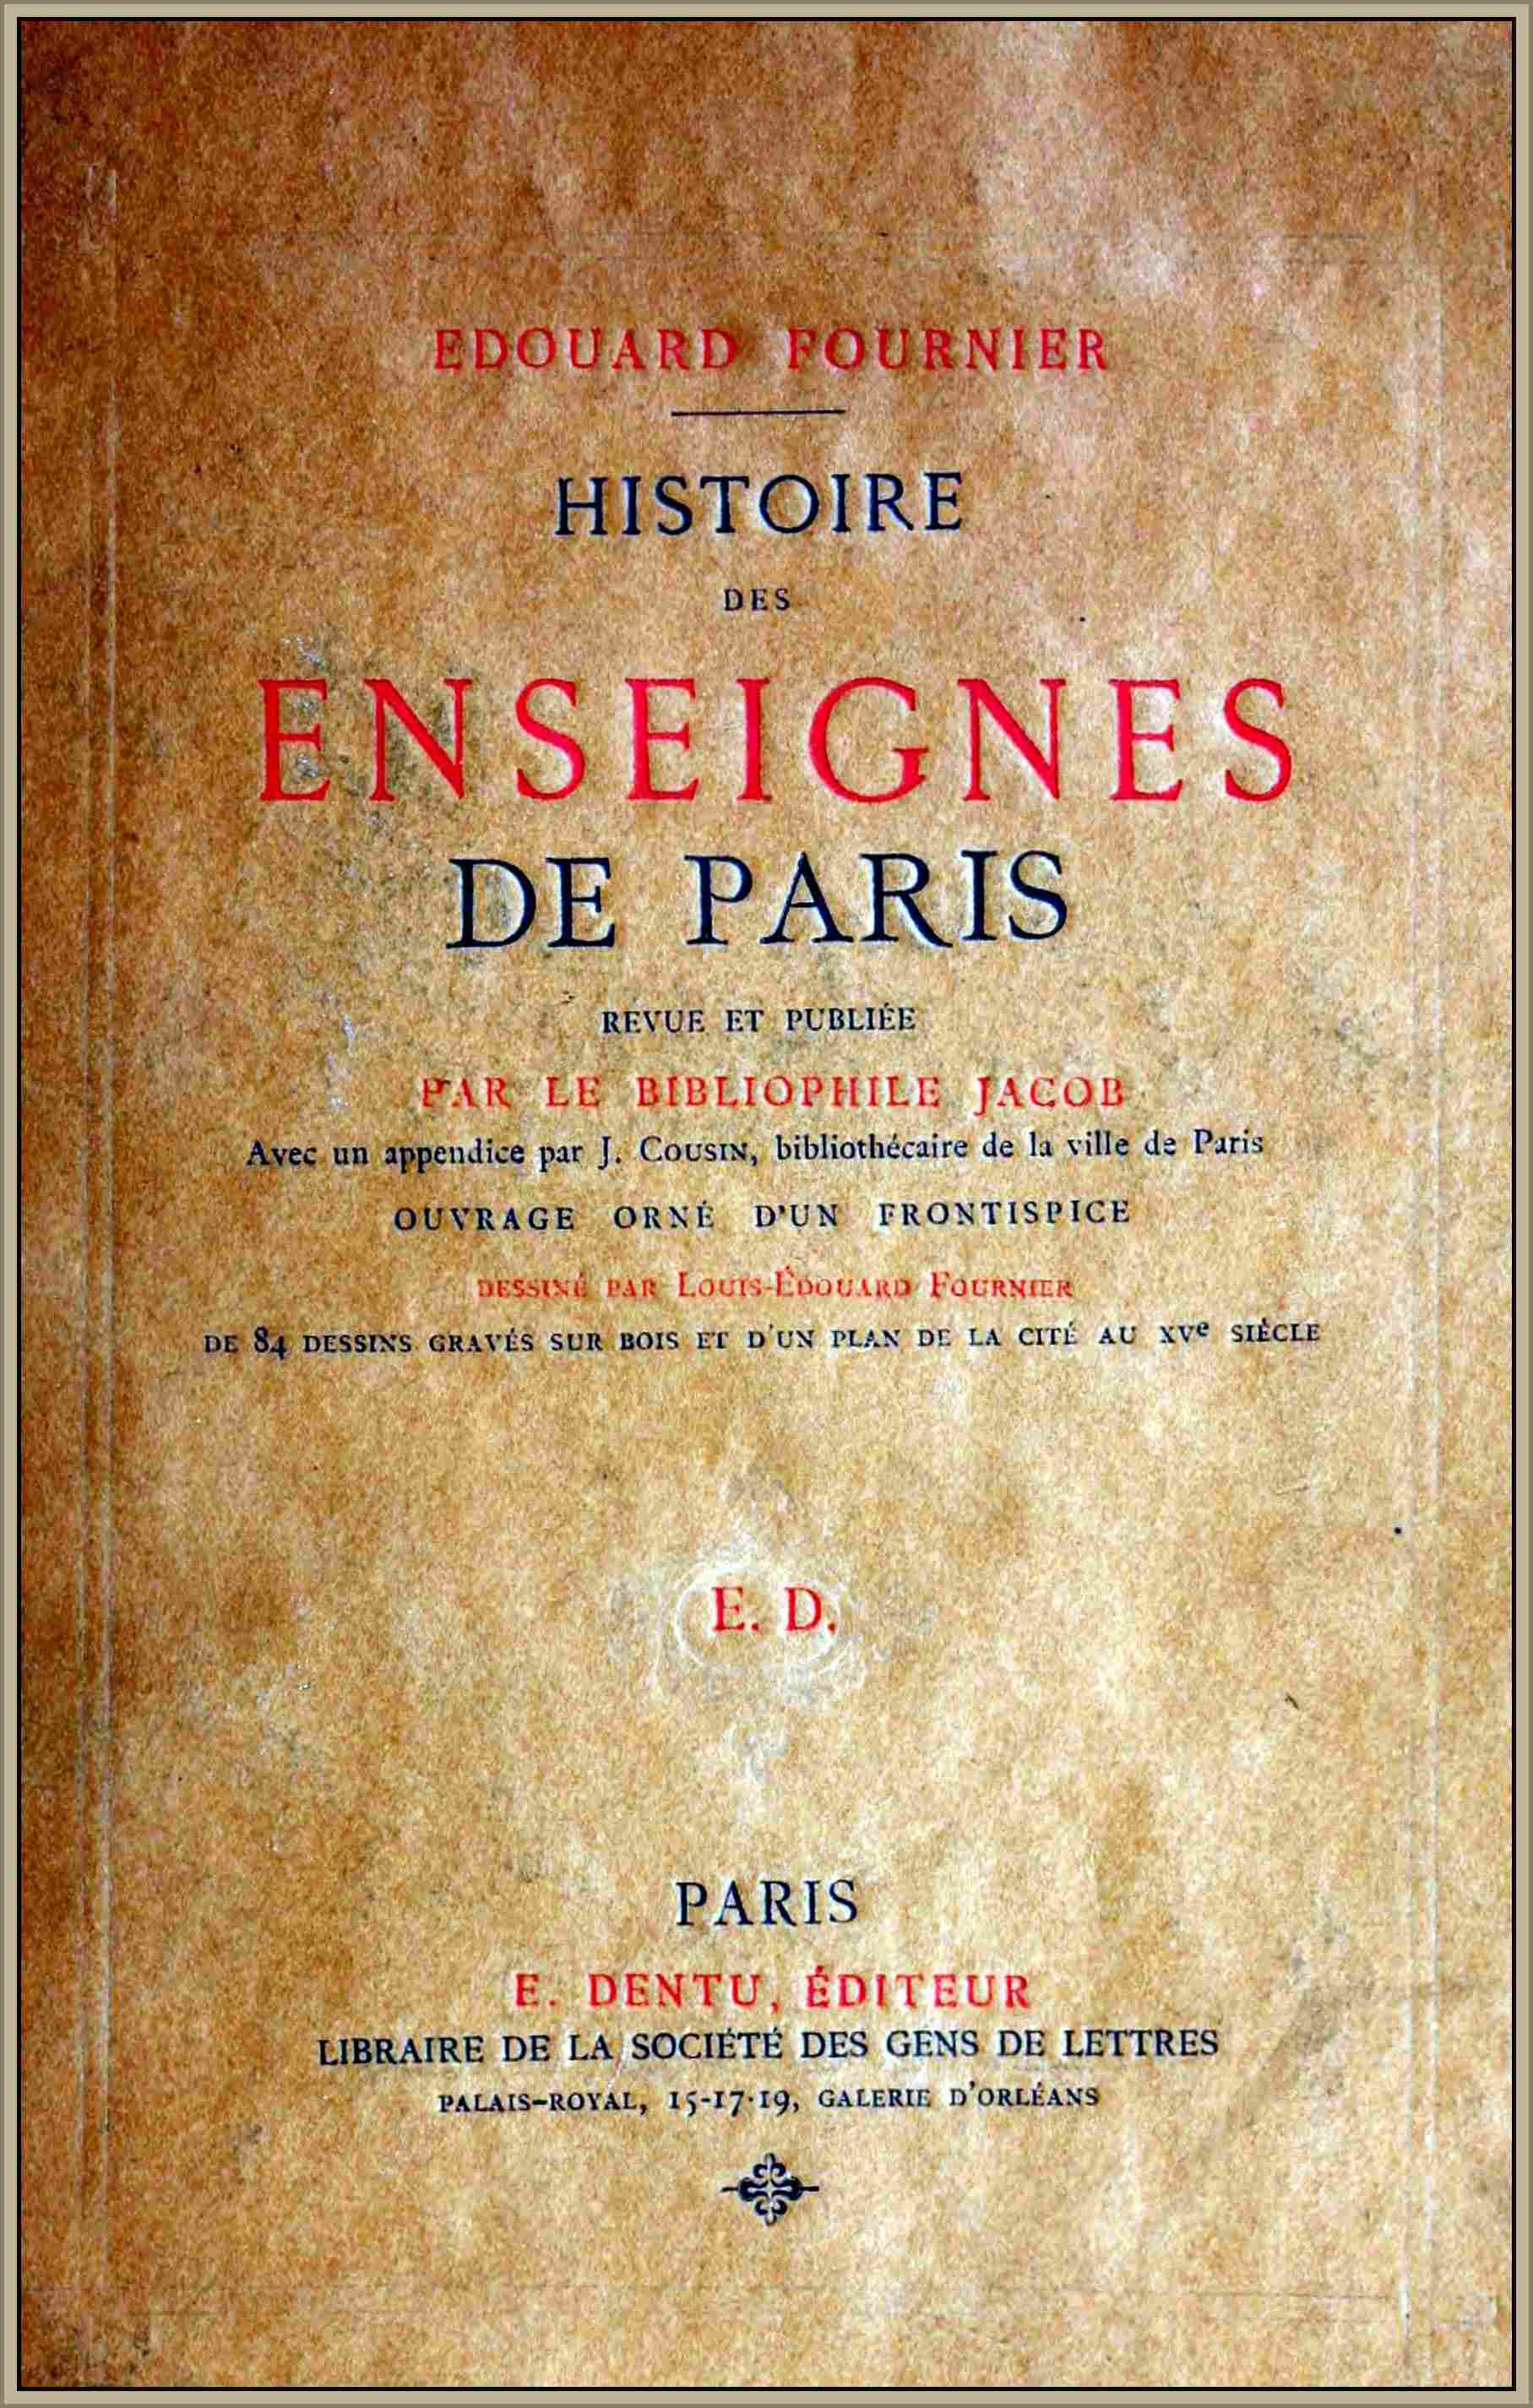 EDOUARD FOURNIER
HISTOIRE
DES
ENSEIGNES
DE PARIS
REVUE ET PUBLIÉE
PAR LE BIBLIOPHILE JACOB
Avec un appendice par J. COUSIN, bibliothécaire de la ville de Paris
OUVRAGE ORNÉ D'UN FRONTISPICE
DESSINÉ PAR LOUIS-ÉDOUARD FOURNIER
DE 84 DESSINS GRAVÉS SUR BOIS ET D'UN PLAN DE LA CITÉ AU XVe SIÈCLE
E. D.
PARIS
E. DENTU, ÉDITEUR
LIBRAIRE DE LA SOCIÉTÉ DES GENS DE LETTRES
PALAIS-ROYAL, 15-17-19, GALERIE D'ORLÉANS